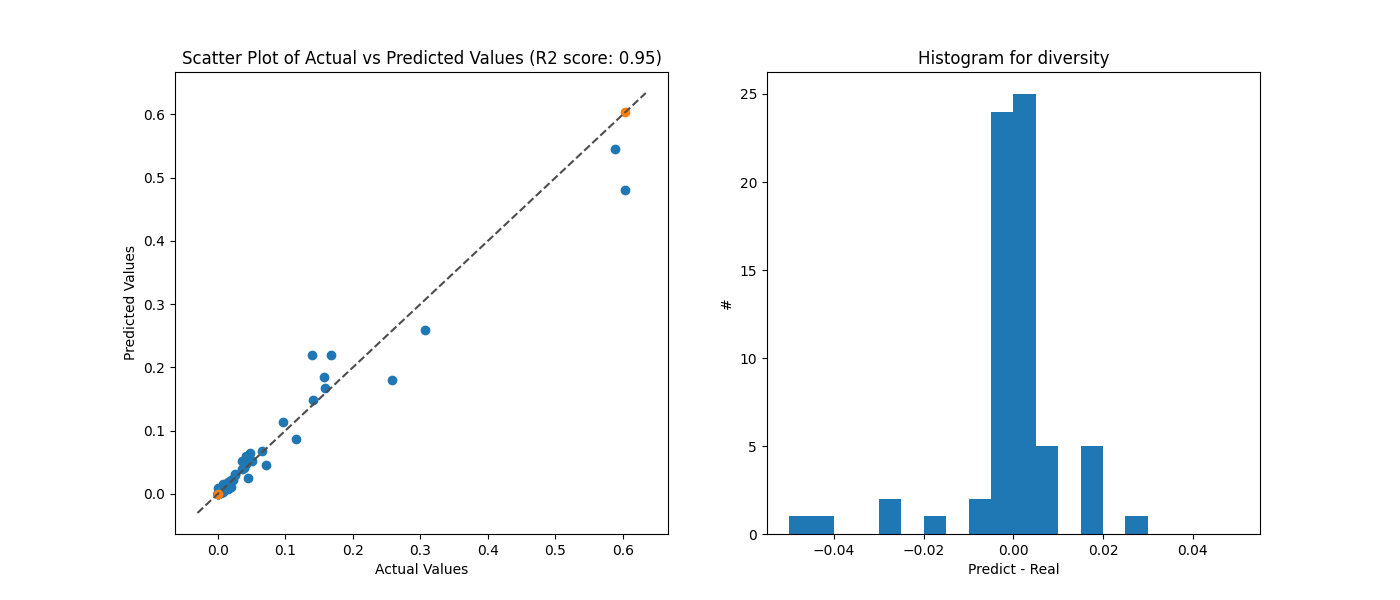 Scatter Plot of Actual vs Predicted Values (R2 score: 0.95)
0.6
0.5
0.4
0.3
0.2
0.1
0.0
Predicted Values
0.0 0.1 0.2 0.3 0.4 0.5 0.6
Actual Values
Histogram for diversity
25
20
15
10
5
0
#
−0.04 −0.02 0.00 0.02 0.04
Predict - Real